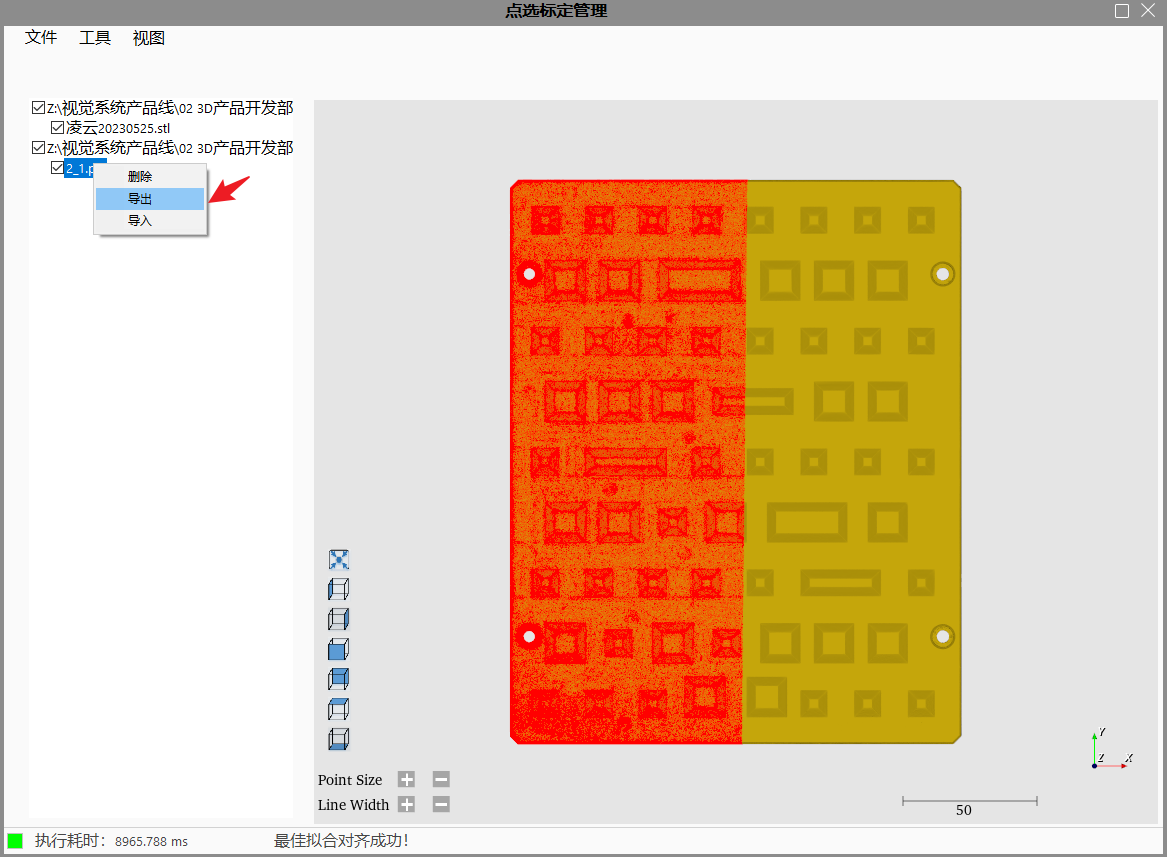 点选标定管理
文件 工具 视图
Z:\视觉系统产品线\02 3D产品开发部
凌云20230525.stl
Z:\视觉系统产品线\02 3D产品开发部
2_1.p
删除
导出
导入
Point Size
Line Width
Y
Z X
50
执行耗时: 8965.788 ms 最佳拟合对齐成功!